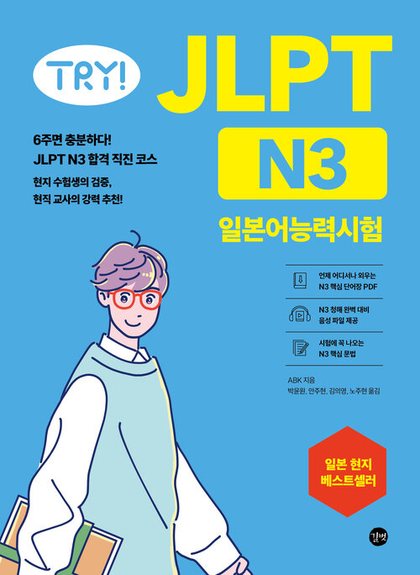 TRY!
JLPT
N3
일본어능력시험
6주면 충분하다!
JLPT N3 합격 직진 코스
현지 수험생의 검증,
현직 교사의 강력 추천!
언제 어디서나 외우는
N3 핵심 단어장 PDF
N3 청해 완벽 대비
음성 파일 제공
시험에 꼭 나오는
N3 핵심 문법
ABK 지음
박윤원, 안주현, 김의영, 노주현 옮김
일본 현지
베스트셀러
길벗